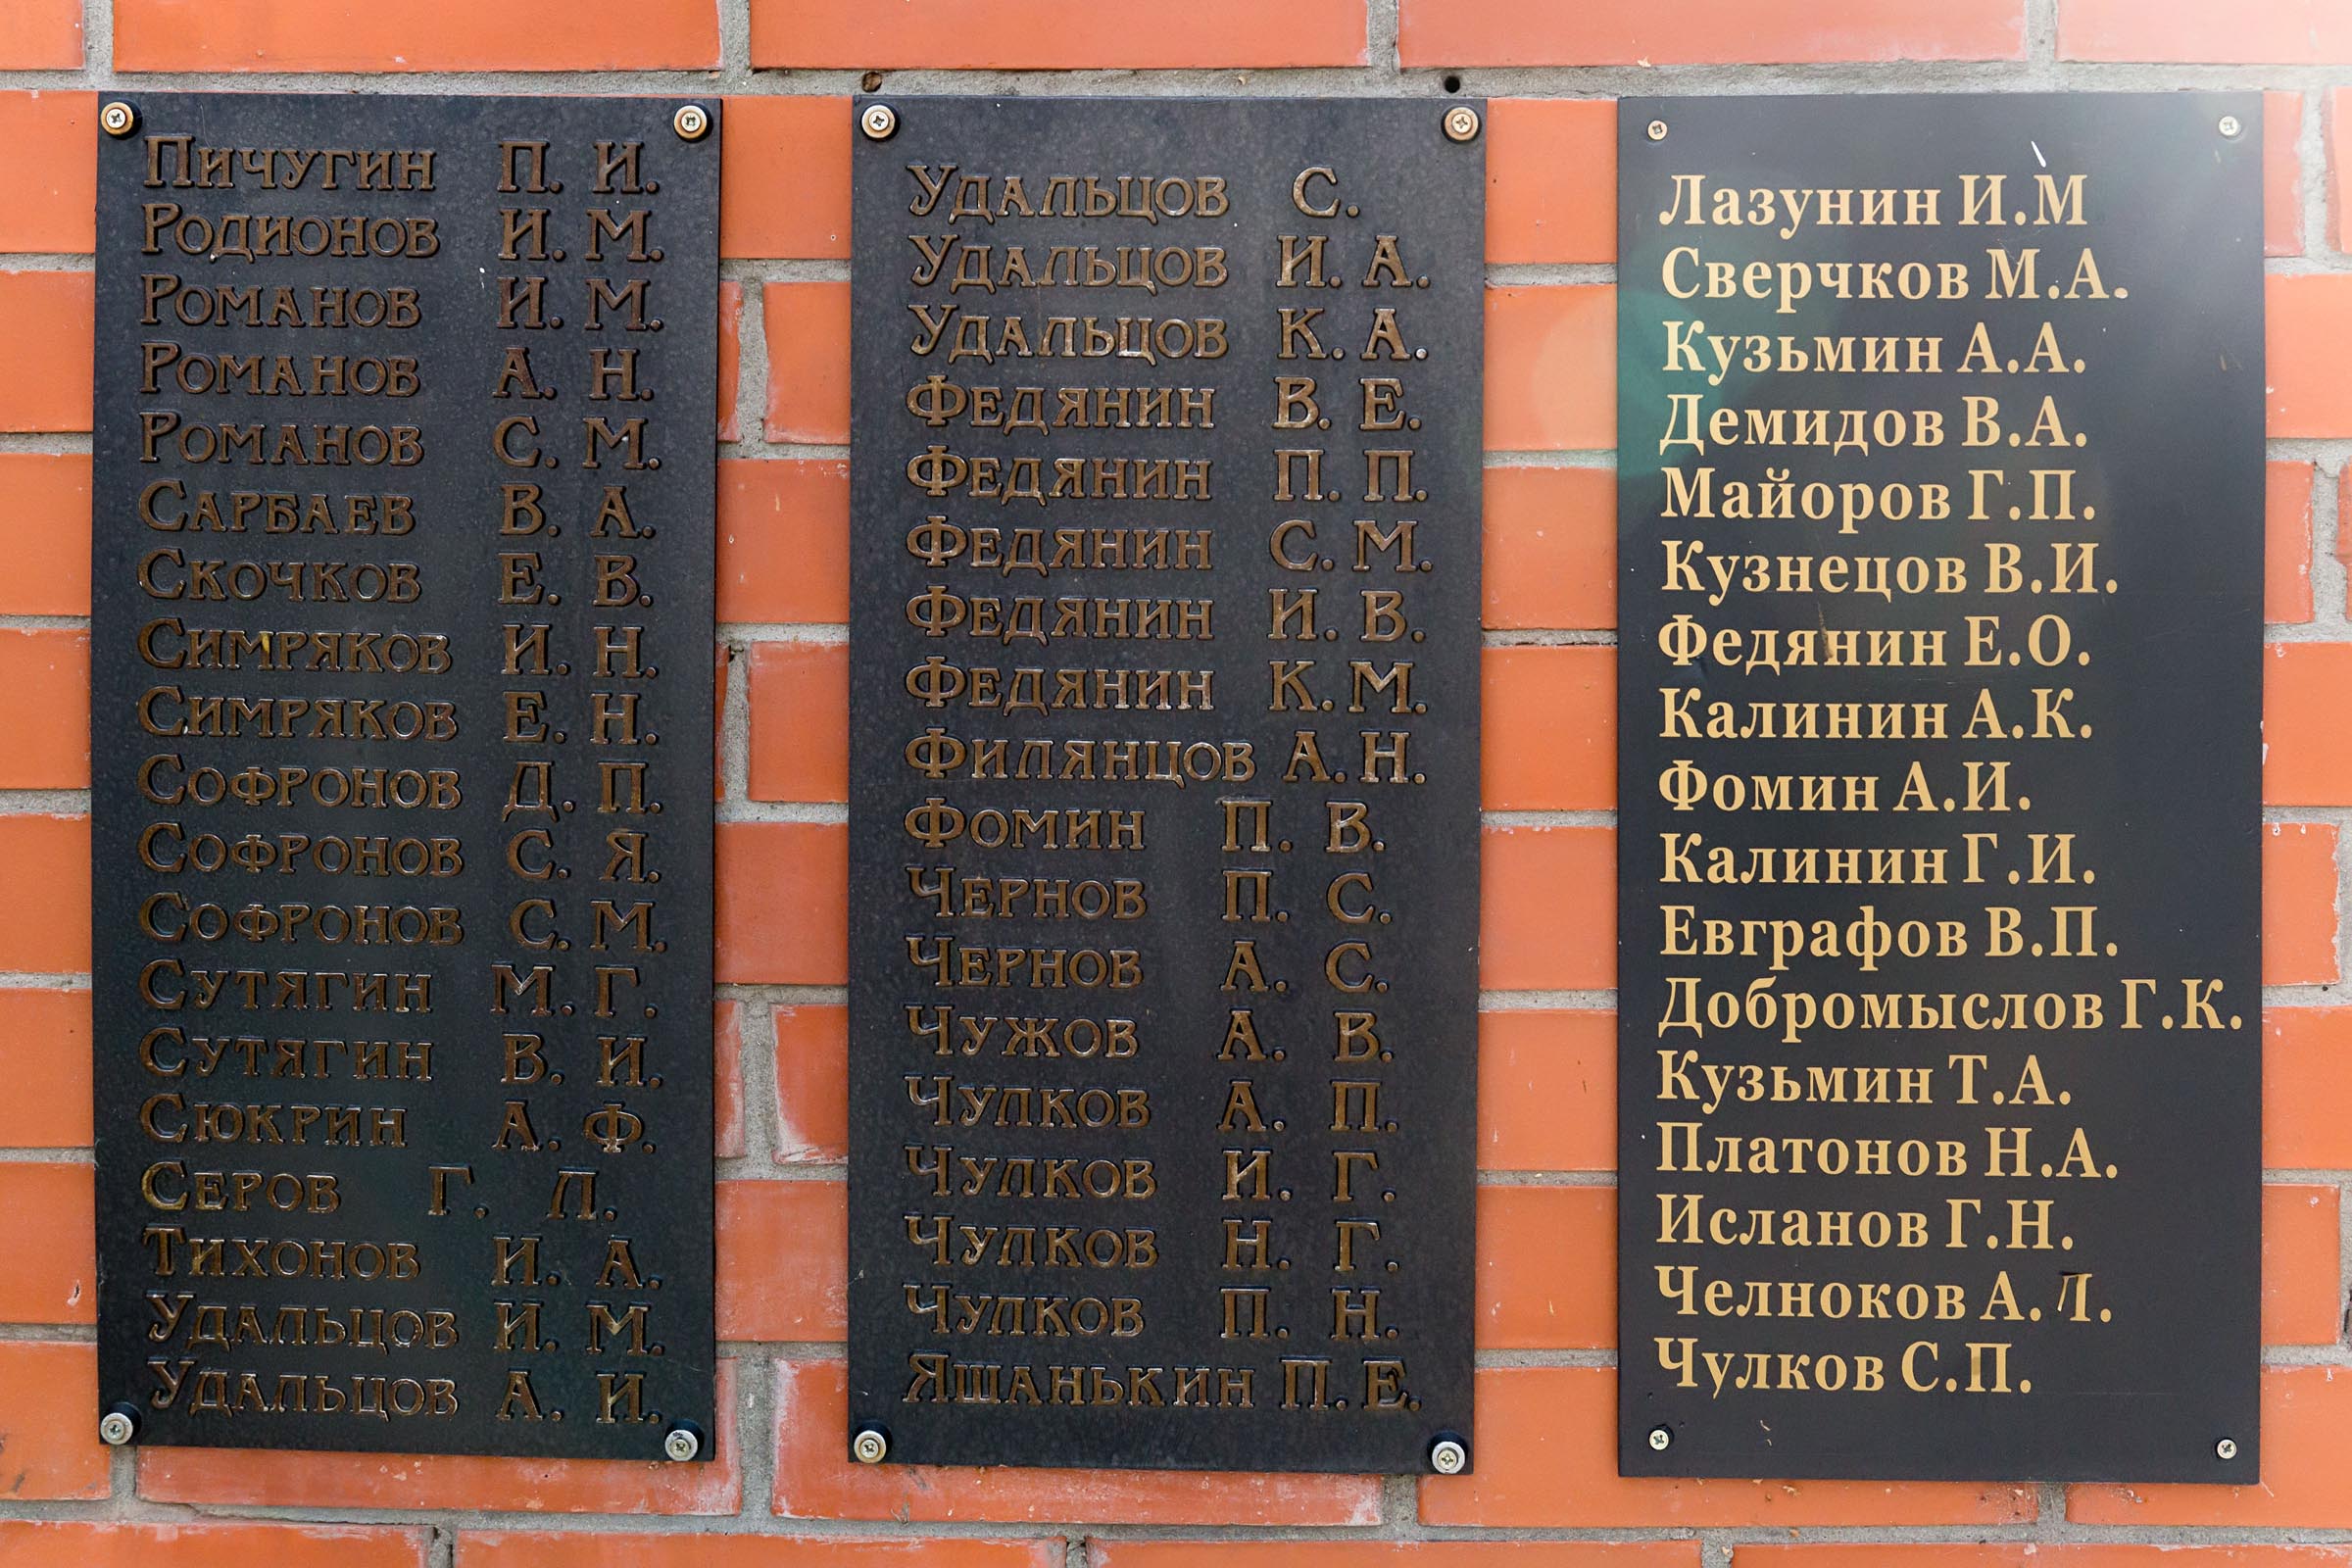 Пичугин П. И.
Родионов И. М.
Романов И. М.
Романов А. Н.
Романов С. М.
Сарбаев В. А.
Скочков Е. В.
Симряков И. Н.
Симряков Е. Н.
Софронов Д. П.
Софронов С. Я.
Софронов С. М.
Сутягин М. Г.
Сутягин В. И.
Сюкрин А. Ф.
Серов Г. Л.
Тихонов И. А.
Удальцов И. М.
Удальцов А. И.
Удальцов С.
Удальцов И. А.
Удальцов К. А.
Федянин В. Е.
Федянин П. П.
Федянин С. М.
Федянин И. В.
Федянин К. М.
Филянцов А. Н.
Фомин П. В.
Чернов П. С.
Чернов А. С.
Чужов А. В.
Чулков А. П.
Чулков И. Г.
Чулков Н. Г.
Чулков П. Н.
Яшанькин П. Е.
Лазунин И.М
Сверчков М.А.
Кузьмин А.А.
Демидов В.А.
Майоров Г.П.
Кузнецов В.И.
Федянин Е.О.
Калинин А.К.
Фомин А.И.
Калинин Г.И.
Евграфов В.П.
Добромыслов Г.К.
Кузьмин Т.А.
Платонов Н.А.
Исланов Г.Н.
Челноков А.Л.
Чулков С.П.